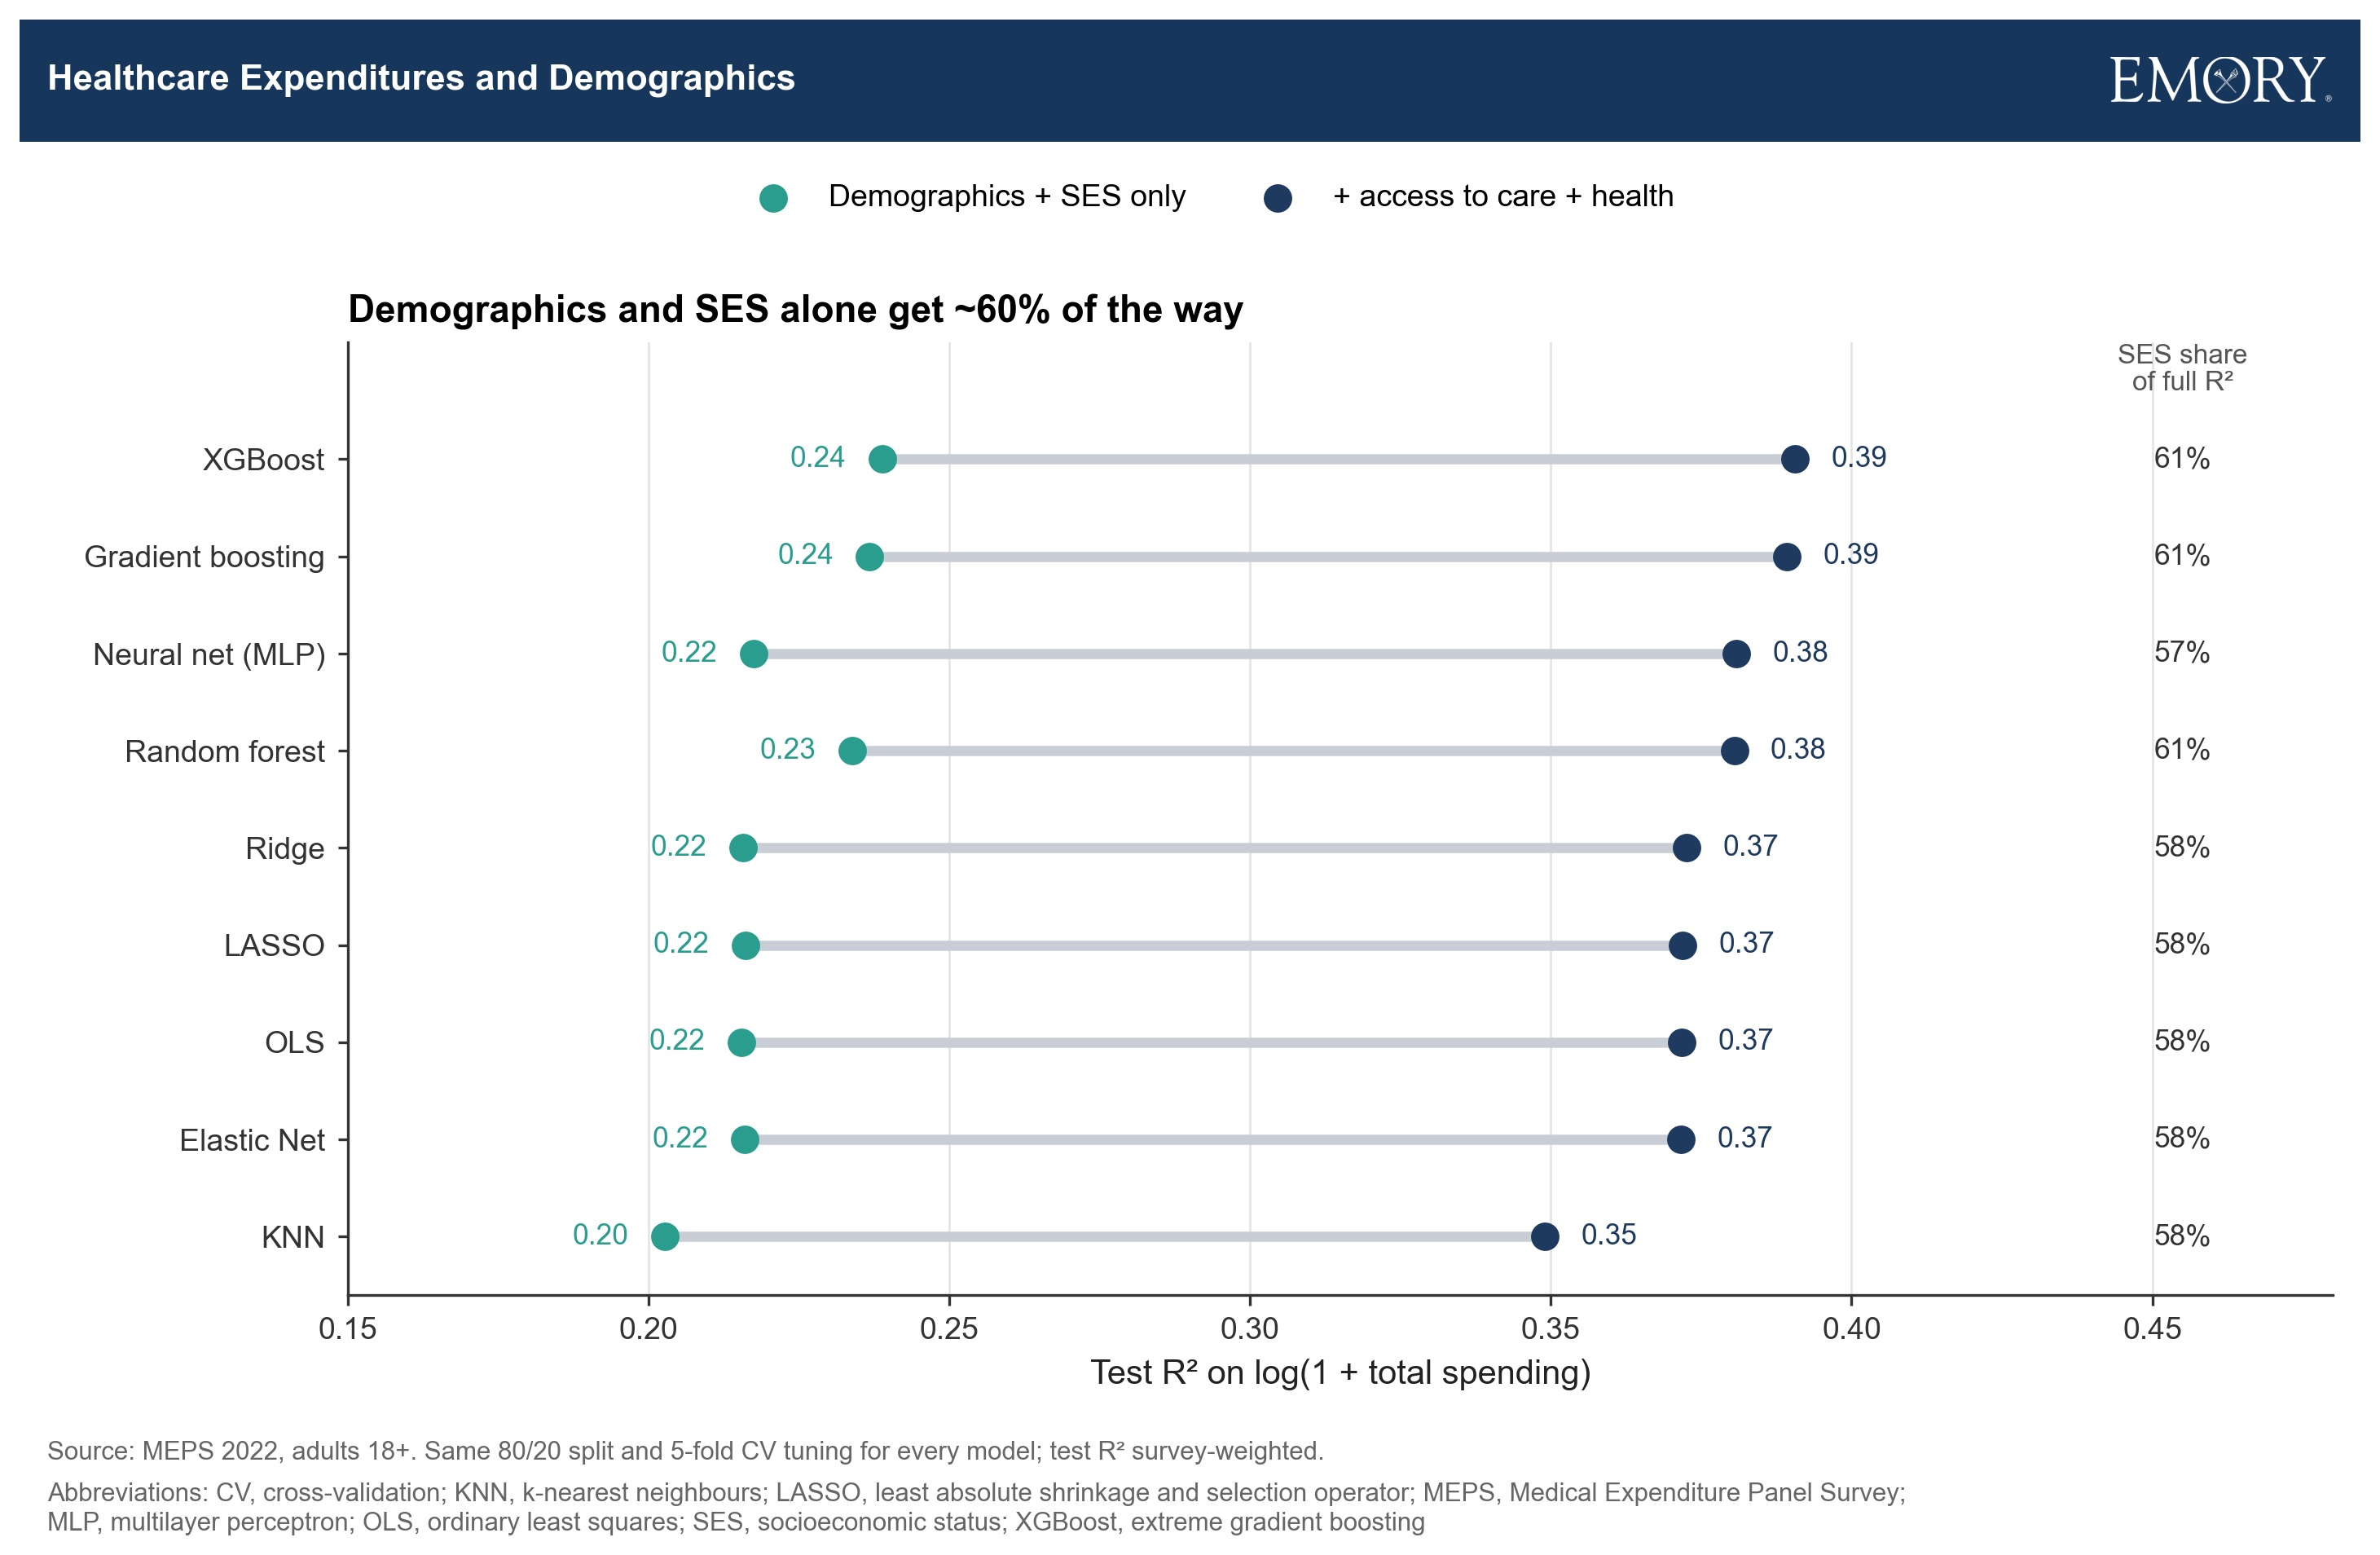 Healthcare Expenditures and Demographics
EMORY®
Demographics + SES only
+ access to care + health
Demographics and SES alone get ~60% of the way
SES share
of full R²
XGBoost 0.24 0.39 61%
Gradient boosting 0.24 0.39 61%
Neural net (MLP) 0.22 0.38 57%
Random forest 0.23 0.38 61%
Ridge 0.22 0.37 58%
LASSO 0.22 0.37 58%
OLS 0.22 0.37 58%
Elastic Net 0.22 0.37 58%
KNN 0.20 0.35 58%
0.15 0.20 0.25 0.30 0.35 0.40 0.45
Test R² on log(1 + total spending)
Source: MEPS 2022, adults 18+. Same 80/20 split and 5-fold CV tuning for every model; test R² survey-weighted.
Abbreviations: CV, cross-validation; KNN, k-nearest neighbours; LASSO, least absolute shrinkage and selection operator; MEPS, Medical Expenditure Panel Survey;
MLP, multilayer perceptron; OLS, ordinary least squares; SES, socioeconomic status; XGBoost, extreme gradient boosting